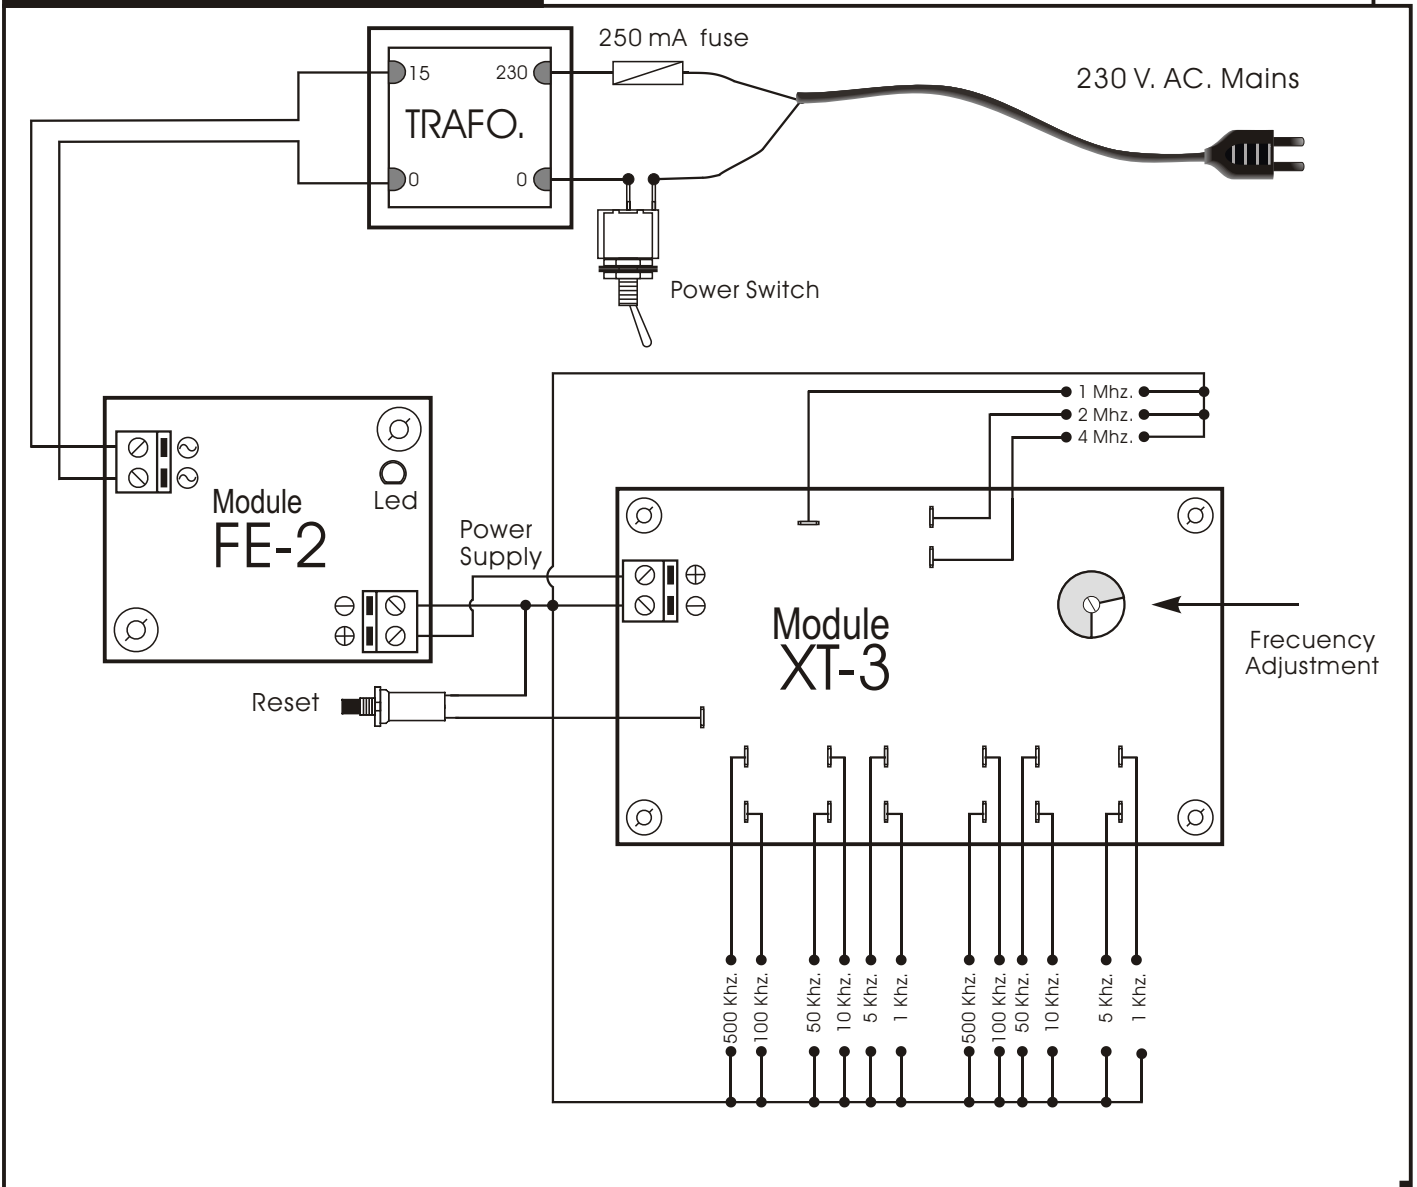 250 mA fuse
230 V. AC. Mains
15
230
TRAFO.
0
0
Power Switch
1 Mhz.
2 Mhz.
4 Mhz.
Led
Module
FE-2
Power
Supply
Module
XT-3
Frecuency
Adjustment
Reset
500 Khz.
100 Khz.
50 Khz.
10 Khz.
5 Khz.
1 Khz.
500 Khz.
100 Khz.
50 Khz.
10 Khz.
5 Khz.
1 Khz.